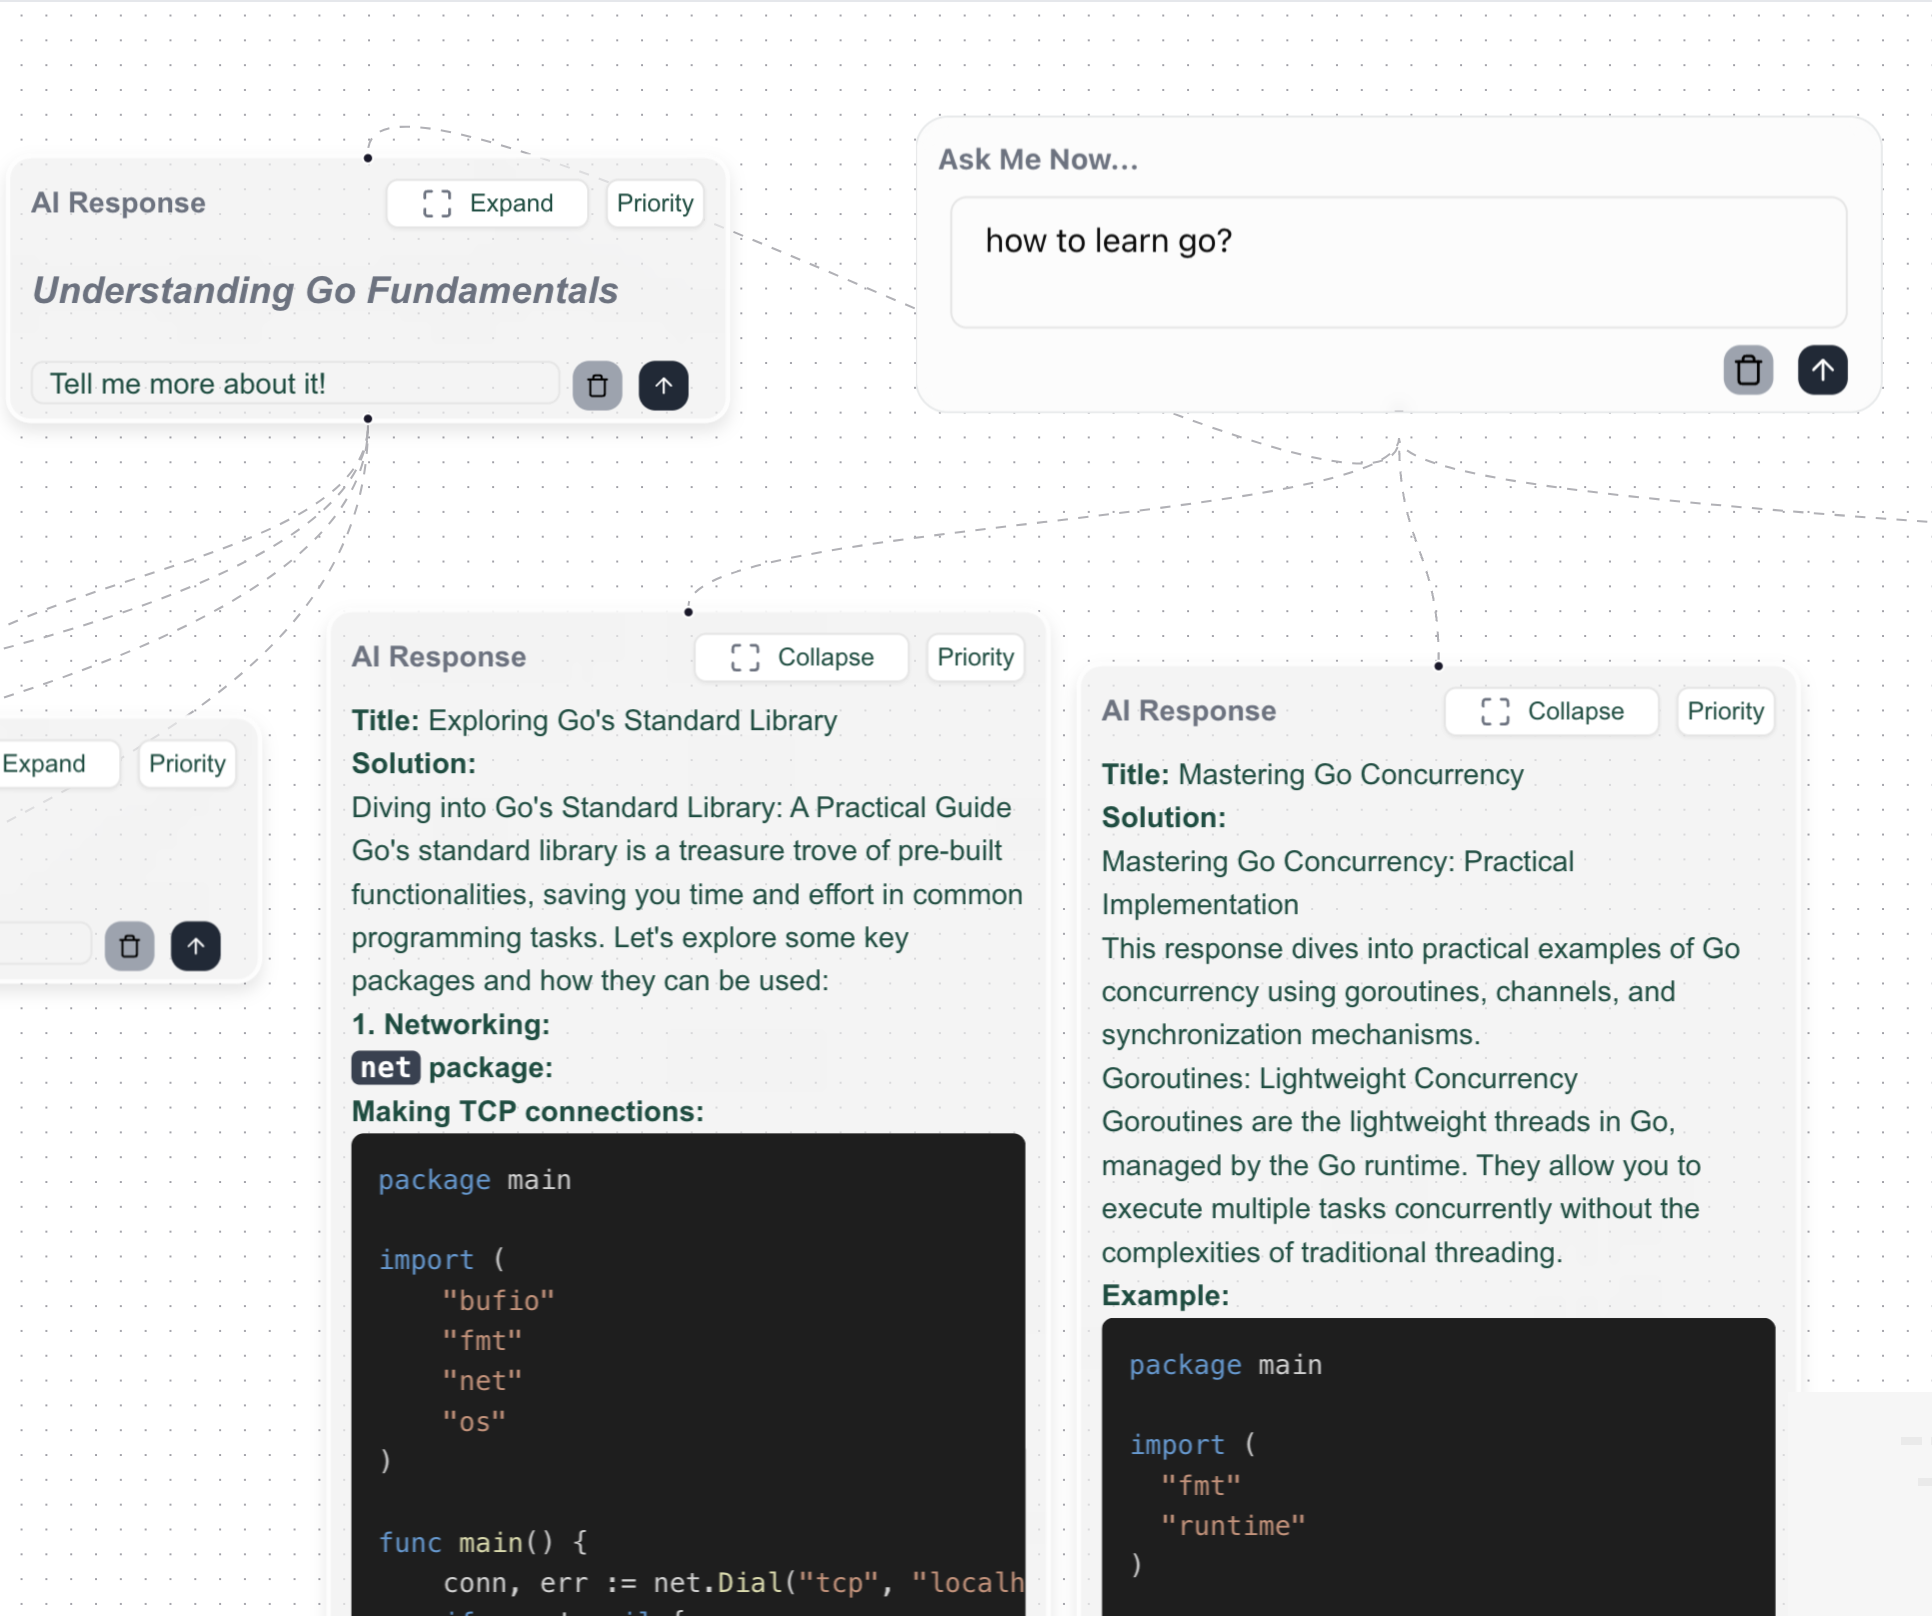 AI Response
Expand
Priority
Understanding Go Fundamentals
Tell me more about it!
Ask Me Now...
how to learn go?
Expand
Priority
AI Response
Collapse
Priority
Title: Exploring Go's Standard Library
Solution:
Diving into Go's Standard Library: A Practical Guide
Go's standard library is a treasure trove of pre-built
functionalities, saving you time and effort in common
programming tasks. Let's explore some key
packages and how they can be used:
1. Networking:
net package:
Making TCP connections:
package main
import (
"bufio"
"fmt"
"net"
"os"
)
func main() {
conn, err := net.Dial("tcp", "localh
AI Response
Collapse
Priority
Title: Mastering Go Concurrency
Solution:
Mastering Go Concurrency: Practical
Implementation
This response dives into practical examples of Go
concurrency using goroutines, channels, and
synchronization mechanisms.
Goroutines: Lightweight Concurrency
Goroutines are the lightweight threads in Go,
managed by the Go runtime. They allow you to
execute multiple tasks concurrently without the
complexities of traditional threading.
Example:
package main
import (
"fmt"
"runtime"
)